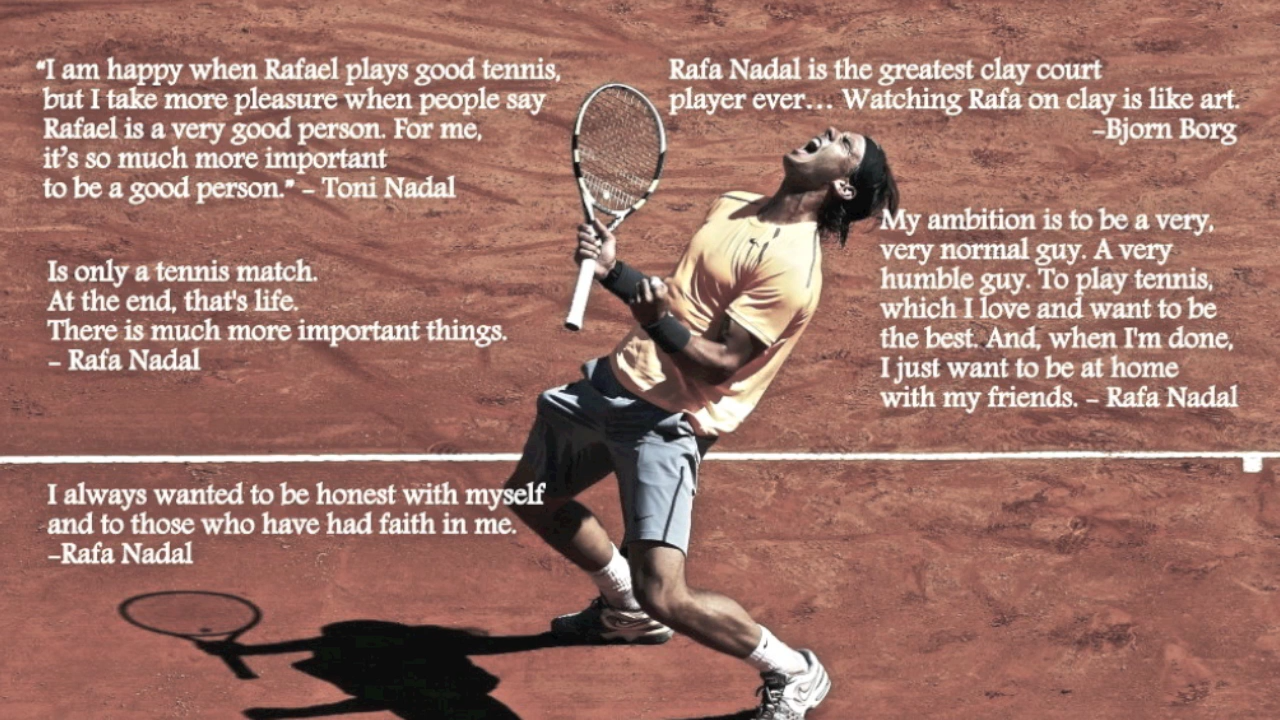 “I am happy when Rafael plays good tennis,
but I take more pleasure when people say
Rafael is a very good person. For me,
it’s so much more important
to be a good person.” - Toni Nadal
Rafa Nadal is the greatest clay court
player ever... Watching Rafa on clay is like art.
-Bjorn Borg
My ambition is to be a very,
very normal guy. A very
humble guy. To play tennis,
which I love and want to be
the best. And, when I'm done,
I just want to be at home
with my friends. - Rafa Nadal
Is only a tennis match.
At the end, that's life.
There is much more important things.
- Rafa Nadal
I always wanted to be honest with myself
and to those who have had faith in me.
-Rafa Nadal